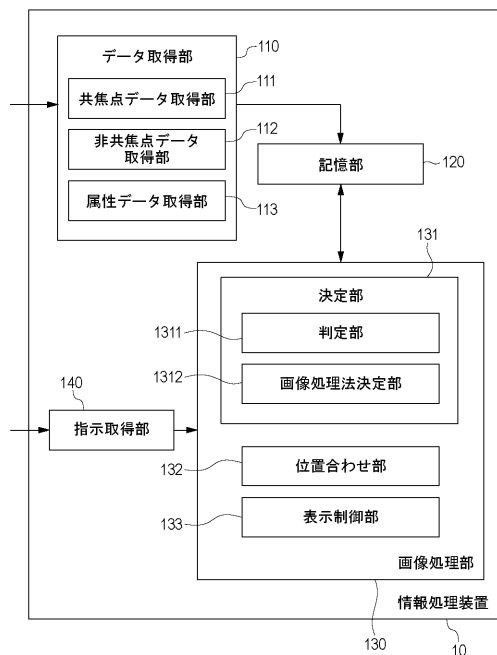 データ取得部
110
共焦点データ取得部
111
非共焦点データ
取得部
112
属性データ取得部
113
記憶部
120
131
決定部
1311
判定部
1312
画像処理法決定部
140
指示取得部
132
位置合わせ部
133
表示制御部
画像処理部
130
情報処理装置
10